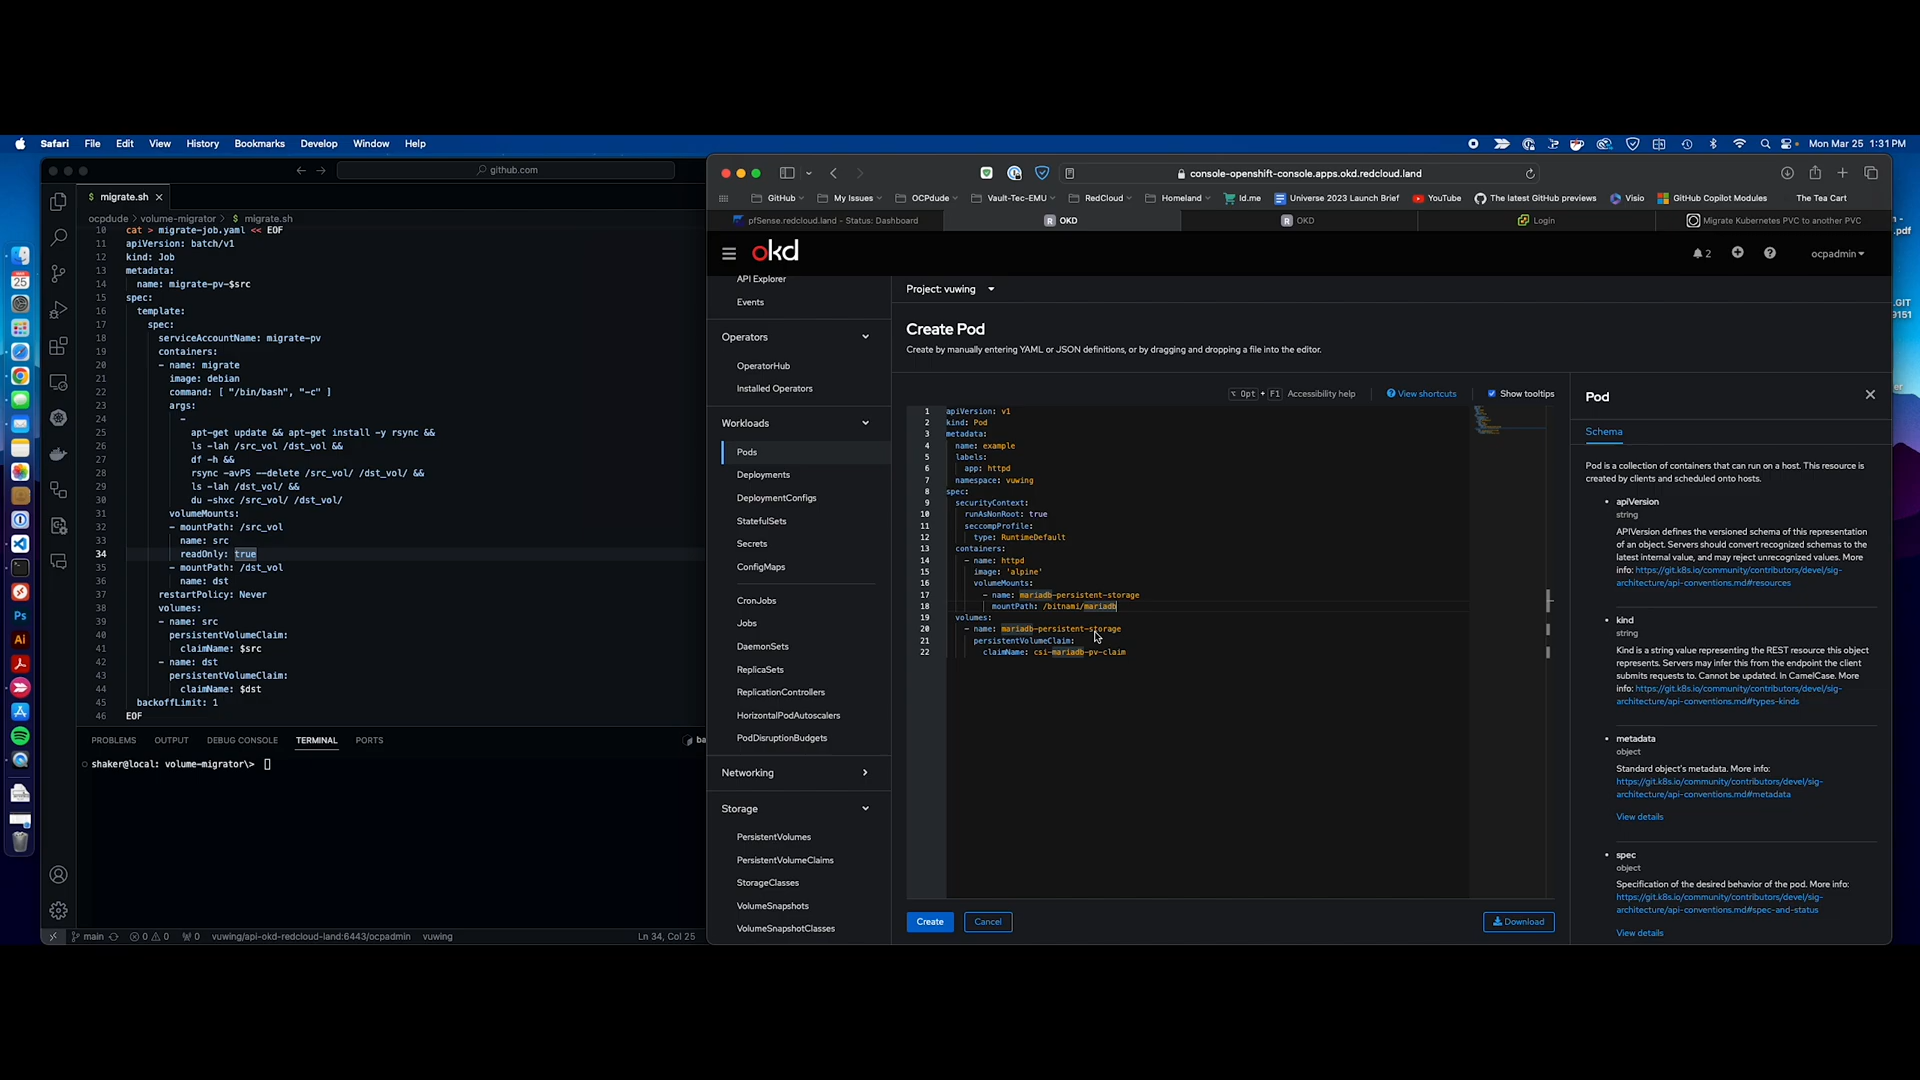 Safari File Edit View History Bookmarks Develop Window Help
Mon Mar 25 1:31 PM
github.com
$ migrate.sh
ocpdude > volume-migrator > $ migrate.sh
10 cat > migrate-job.yaml << EOF
11 apiVersion: batch/v1
12 kind: Job
13 metadata:
14 name: migrate-pv-$src
15 spec:
16 template:
17 spec:
18 serviceAccountName: migrate-pv
19 containers:
20 - name: migrate
21 image: debian
22 command: [ "/bin/bash", "-c" ]
23 args:
24 -
25 apt-get update && apt-get install -y rsync &&
26 ls -lah /src_vol /dst_vol &&
27 df -h &&
28 rsync -avPS --delete /src_vol/ /dst_vol/ &&
29 ls -lah /dst_vol/ &&
30 du -shxc /src_vol/ /dst_vol/
31 volumeMounts:
32 - mountPath: /src_vol
33 name: src
34 readOnly: true
35 - mountPath: /dst_vol
36 name: dst
37 restartPolicy: Never
38 volumes:
39 - name: src
40 persistentVolumeClaim:
41 claimName: $src
42 - name: dst
43 persistentVolumeClaim:
44 claimName: $dst
45 backoffLimit: 1
46 EOF
PROBLEMS OUTPUT DEBUG CONSOLE TERMINAL PORTS
ba
shaker@local: volume-migrator\>
main 0 0 0 vuwing/api-okd-redcloud-land:6443/ocpadmin vuwing
Ln 34, Col 25
console-openshift-console.apps.okd.redcloud.land
GitHub My Issues OCPdude Vault-Tec-EMU RedCloud Homeland Id.me Universe 2023 Launch Brief YouTube The latest GitHub previews Visio GitHub Copilot Modules The Tea Cart
pfSense.redcloud.land - Status: Dashboard
OKD
OKD
Login
Migrate Kubernetes PVC to another PVC
okd
2
ocpadmin
API Explorer
Events
Operators
OperatorHub
Installed Operators
Workloads
Pods
Deployments
DeploymentConfigs
StatefulSets
Secrets
ConfigMaps
CronJobs
Jobs
DaemonSets
ReplicaSets
ReplicationControllers
HorizontalPodAutoscalers
PodDisruptionBudgets
Networking
Storage
PersistentVolumes
PersistentVolumeClaims
StorageClasses
VolumeSnapshots
VolumeSnapshotClasses
Project: vuwing
Create Pod
Create by manually entering YAML or JSON definitions, or by dragging and dropping a file into the editor.
⌥ Opt + F1 Accessibility help
View shortcuts
Show tooltips
1 apiVersion: v1
2 kind: Pod
3 metadata:
4 name: example
5 labels:
6 app: httpd
7 namespace: vuwing
8 spec:
9 securityContext:
10 runAsNonRoot: true
11 seccompProfile:
12 type: RuntimeDefault
13 containers:
14 - name: httpd
15 image: 'alpine'
16 volumeMounts:
17 - name: mariadb-persistent-storage
18 mountPath: /bitnami/mariadb
19 volumes:
20 - name: mariadb-persistent-storage
21 persistentVolumeClaim:
22 claimName: csi-mariadb-pv-claim
Create
Cancel
Download
Pod
Schema
Pod is a collection of containers that can run on a host. This resource is
created by clients and scheduled onto hosts.
• apiVersion
string
APIVersion defines the versioned schema of this representation
of an object. Servers should convert recognized schemas to the
latest internal value, and may reject unrecognized values. More
info: https://git.k8s.io/community/contributors/devel/sig-
architecture/api-conventions.md#resources
• kind
string
Kind is a string value representing the REST resource this object
represents. Servers may infer this from the endpoint the client
submits requests to. Cannot be updated. In CamelCase. More
info: https://git.k8s.io/community/contributors/devel/sig-
architecture/api-conventions.md#types-kinds
• metadata
object
Standard object's metadata. More info:
https://git.k8s.io/community/contributors/devel/sig-
architecture/api-conventions.md#metadata
View details
• spec
object
Specification of the desired behavior of the pod. More info:
https://git.k8s.io/community/contributors/devel/sig-
architecture/api-conventions.md#spec-and-status
View details
.pdf
.GIT
9151
er
25
Ps
Ai